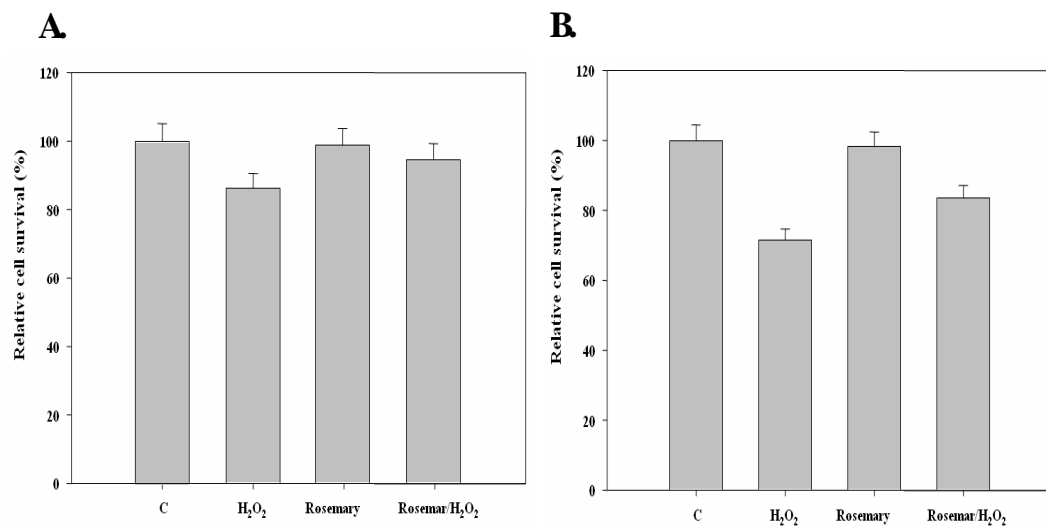 A.
B.
Relative cell survival (%)
120
100
80
60
40
20
0
C
H₂O₂
Rosemary
Rosemar/H₂O₂
Relative cell survival (%)
120
100
80
60
40
20
0
C
H₂O₂
Rosemary
Rosemar/H₂O₂